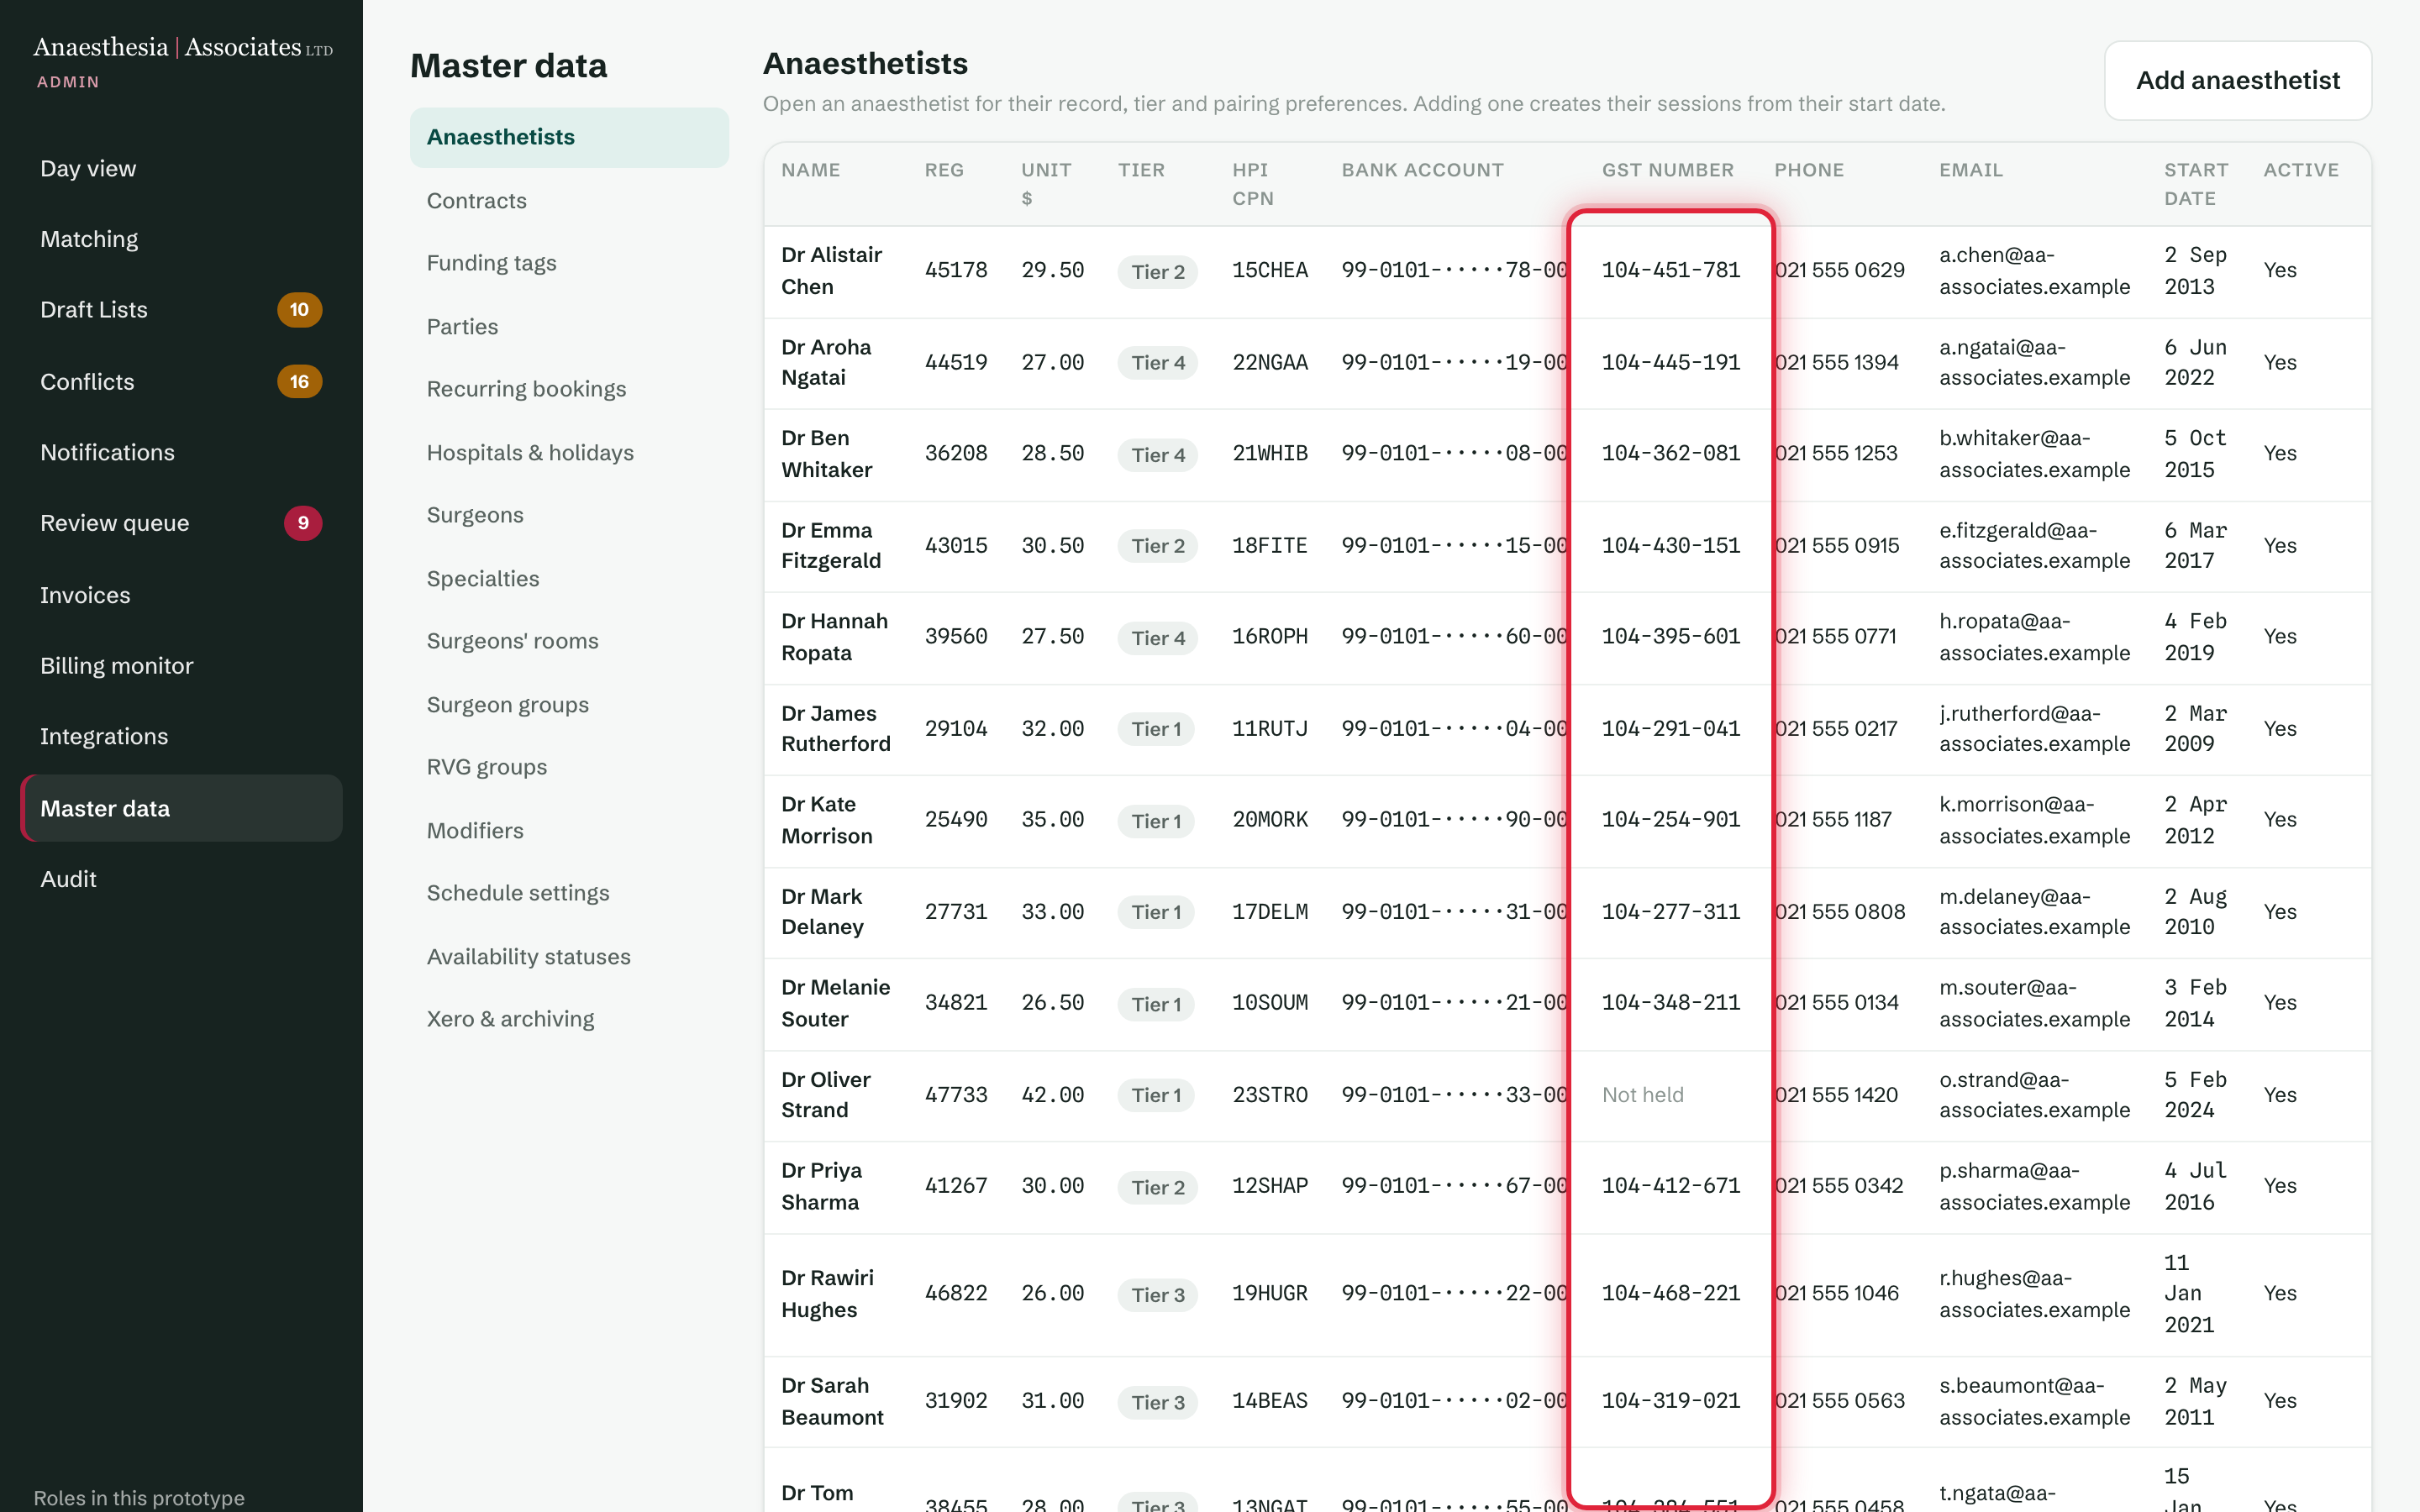 Anaesthesia | Associates LTD
ADMIN
Day view
Matching
Draft Lists 10
Conflicts 16
Notifications
Review queue 9
Invoices
Billing monitor
Integrations
Master data
Audit
Roles in this prototype
Master data
Anaesthetists
Contracts
Funding tags
Parties
Recurring bookings
Hospitals & holidays
Surgeons
Specialties
Surgeons' rooms
Surgeon groups
RVG groups
Modifiers
Schedule settings
Availability statuses
Xero & archiving
Anaesthetists
Open an anaesthetist for their record, tier and pairing preferences. Adding one creates their sessions from their start date.
Add anaesthetist
NAME REG UNIT $ TIER HPI CPN BANK ACCOUNT GST NUMBER PHONE EMAIL START DATE ACTIVE
Dr Alistair Chen 45178 29.50 Tier 2 15CHEA 99-0101-·····78-00 104-451-781 021 555 0629 a.chen@aa-associates.example 2 Sep 2013 Yes
Dr Aroha Ngatai 44519 27.00 Tier 4 22NGAA 99-0101-·····19-00 104-445-191 021 555 1394 a.ngatai@aa-associates.example 6 Jun 2022 Yes
Dr Ben Whitaker 36208 28.50 Tier 4 21WHIB 99-0101-·····08-00 104-362-081 021 555 1253 b.whitaker@aa-associates.example 5 Oct 2015 Yes
Dr Emma Fitzgerald 43015 30.50 Tier 2 18FITE 99-0101-·····15-00 104-430-151 021 555 0915 e.fitzgerald@aa-associates.example 6 Mar 2017 Yes
Dr Hannah Ropata 39560 27.50 Tier 4 16ROPH 99-0101-·····60-00 104-395-601 021 555 0771 h.ropata@aa-associates.example 4 Feb 2019 Yes
Dr James Rutherford 29104 32.00 Tier 1 11RUTJ 99-0101-·····04-00 104-291-041 021 555 0217 j.rutherford@aa-associates.example 2 Mar 2009 Yes
Dr Kate Morrison 25490 35.00 Tier 1 20MORK 99-0101-·····90-00 104-254-901 021 555 1187 k.morrison@aa-associates.example 2 Apr 2012 Yes
Dr Mark Delaney 27731 33.00 Tier 1 17DELM 99-0101-·····31-00 104-277-311 021 555 0808 m.delaney@aa-associates.example 2 Aug 2010 Yes
Dr Melanie Souter 34821 26.50 Tier 1 10SOUM 99-0101-·····21-00 104-348-211 021 555 0134 m.souter@aa-associates.example 3 Feb 2014 Yes
Dr Oliver Strand 47733 42.00 Tier 1 23STRO 99-0101-·····33-00 Not held 021 555 1420 o.strand@aa-associates.example 5 Feb 2024 Yes
Dr Priya Sharma 41267 30.00 Tier 2 12SHAP 99-0101-·····67-00 104-412-671 021 555 0342 p.sharma@aa-associates.example 4 Jul 2016 Yes
Dr Rawiri Hughes 46822 26.00 Tier 3 19HUGR 99-0101-·····22-00 104-468-221 021 555 1046 r.hughes@aa-associates.example 11 Jan 2021 Yes
Dr Sarah Beaumont 31902 31.00 Tier 3 14BEAS 99-0101-·····02-00 104-319-021 021 555 0563 s.beaumont@aa-associates.example 2 May 2011 Yes
Dr Tom 38455 28.00 Tier 3 13NGAT 99-0101-·····55-00 104-384-551 021 555 0458 t.ngata@aa- 15 Jan Yes